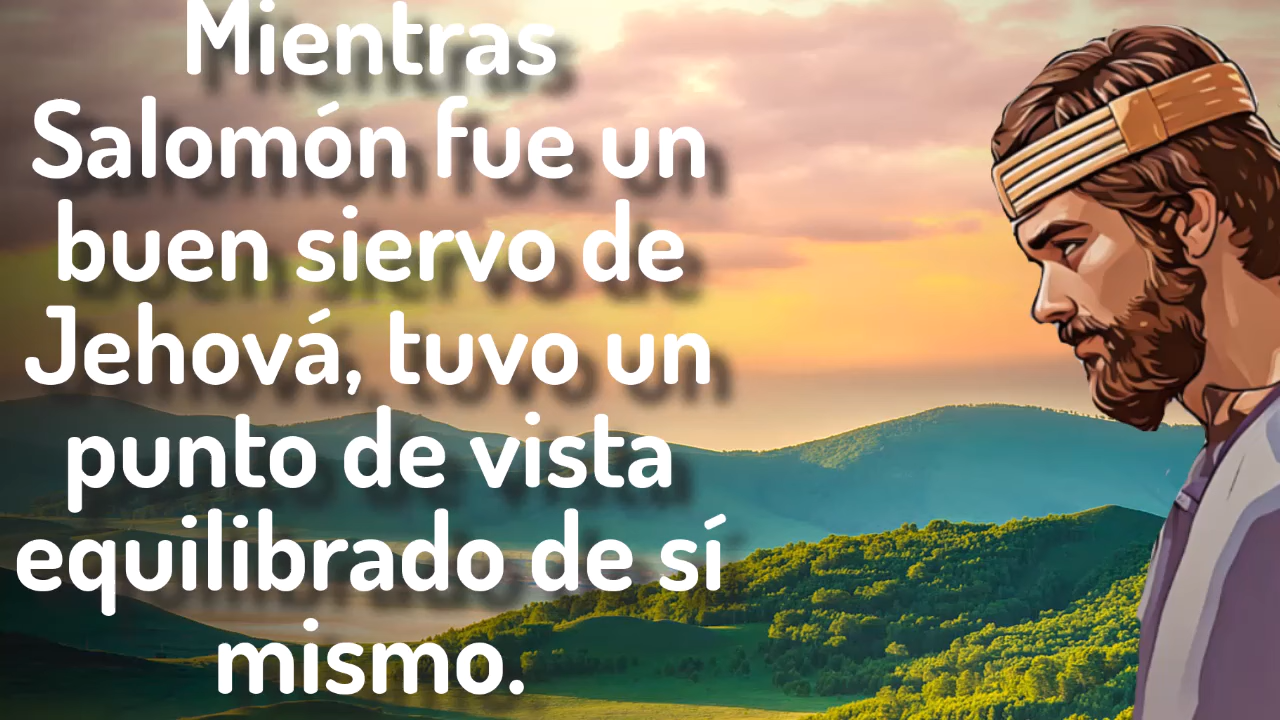 Mientras
Salomón fue un
buen siervo de
Jehová, tuvo un
punto de vista
equilibrado de sí
mismo.